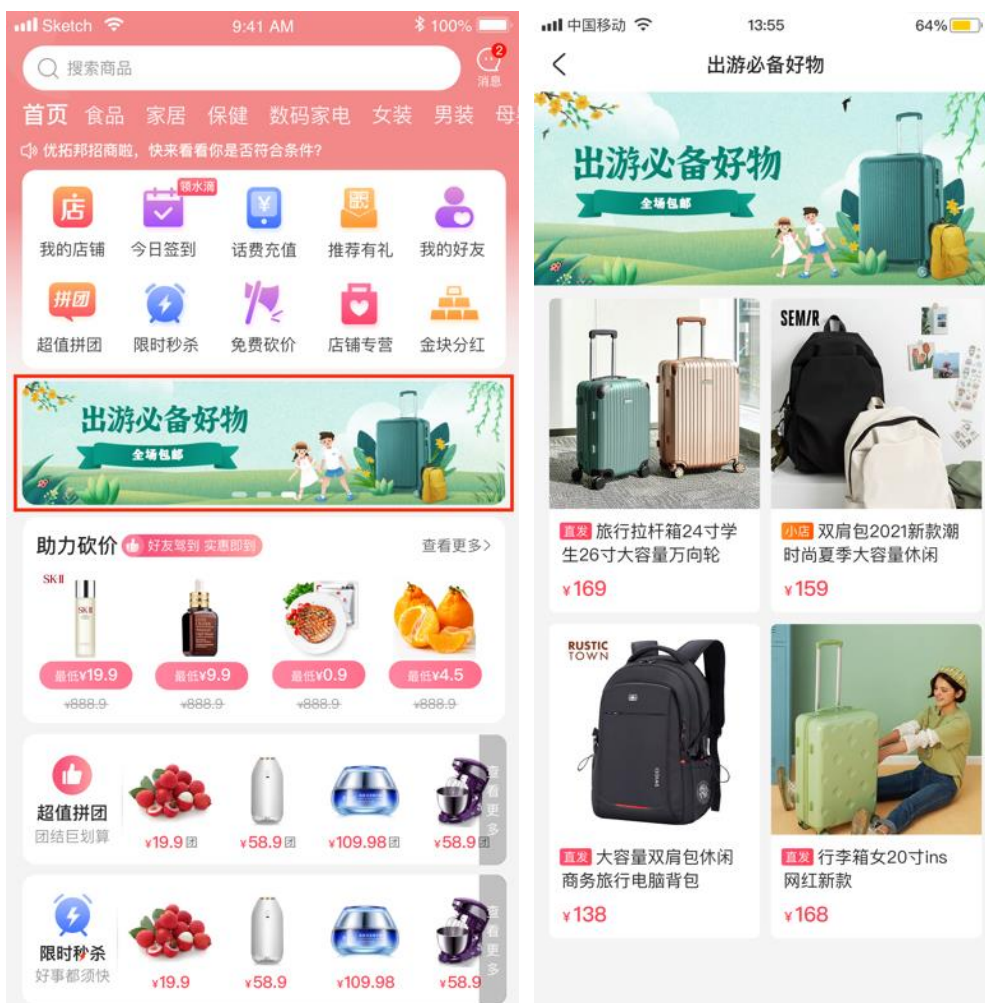 Sketch 9:41 AM 100%
搜索商品
2
消息
首页 食品 家居 保健 数码家电 女装 男装 母
优拓邦招商啦，快来看看你是否符合条件?
店
领水滴
我的店铺 今日签到 话费充值 推荐有礼 我的好友
拼团
超值拼团 限时秒杀 免费砍价 店铺专营 金块分红
出游必备好物
全场包邮
助力砍价 好友驾到 实惠即到 查看更多>
SKII
最低¥19.9 最低¥9.9 最低¥0.9 最低¥4.5
¥888.9 ¥888.9 ¥888.9 ¥888.9
超值拼团
团结巨划算
¥19.9团 ¥58.9团 ¥109.98团 ¥58.9团
查看更多
限时秒杀
好事都须快
¥19.9 ¥58.9 ¥109.98 ¥58.9
查看更多
中国移动 13:55 64%
出游必备好物
出游必备好物
全场包邮
SEM/R
直发 旅行拉杆箱24寸学
生26寸大容量万向轮
¥169
小店 双肩包2021新款潮
时尚夏季大容量休闲
¥159
RUSTIC
TOWN
直发 大容量双肩包休闲
商务旅行电脑背包
¥138
直发 行李箱女20寸ins
网红新款
¥168